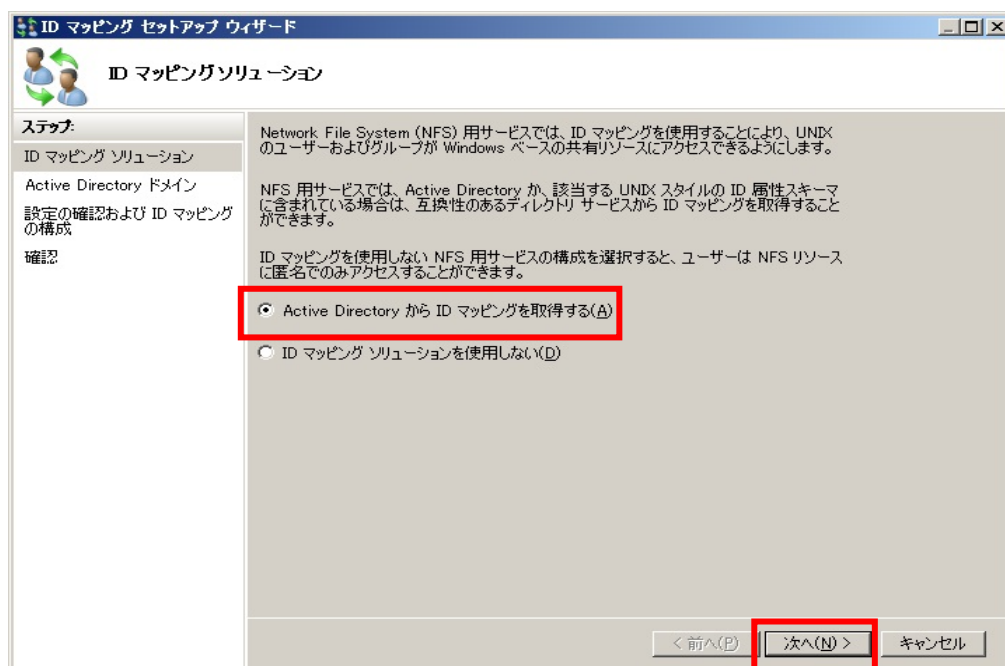 ID マッピング セットアップ ウィザード
ID マッピングソリューション
ステップ:
ID マッピング ソリューション
Active Directory ドメイン
設定の確認および ID マッピング
の構成
確認
Network File System (NFS) 用サービスでは、ID マッピングを使用することにより、UNIX
のユーザーおよびグループが Windows ベースの共有リソースにアクセスできるようにします。
NFS 用サービスでは、Active Directory か、該当する UNIX スタイルの ID 属性スキーマ
に含まれている場合は、互換性のあるディレクトリ サービスから ID マッピングを取得すること
ができます。
ID マッピングを使用しない NFS 用サービスの構成を選択すると、ユーザーは NFS リソース
に匿名でのみアクセスすることができます。
Active Directory から ID マッピングを取得する(A)
ID マッピング ソリューションを使用しない(D)
< 前へ(P)
次へ(N) >
キャンセル